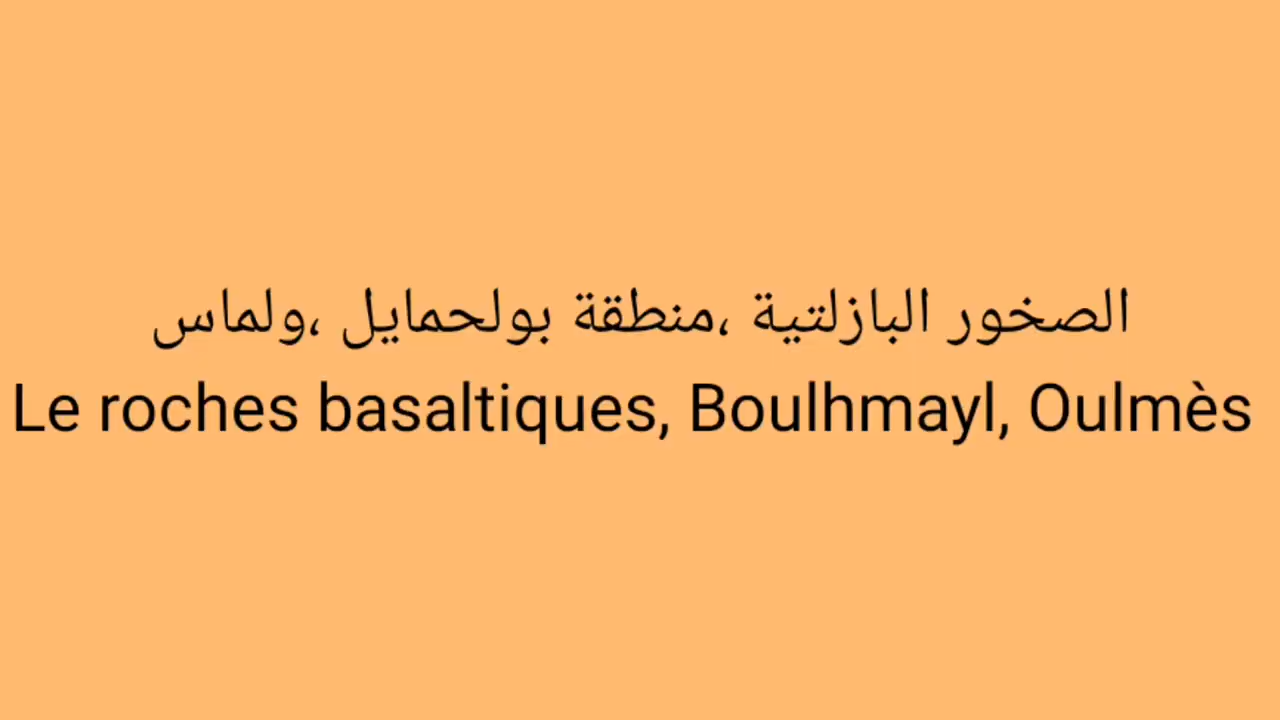 الصخور البازلتية ،منطقة بولحمايل ،ولماس
Le roches basaltiques, Boulhmayl, Oulmès